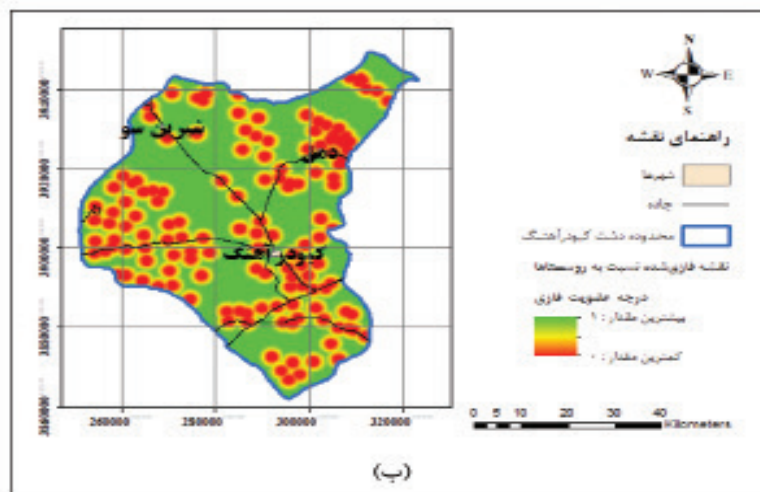 N
W E
S
شیرین سو
دمق
کبودرآهنگ
راهنمای نقشه
شهرها
جاده
محدوده دشت کبودرآهنگ
نقشه فازی‌شده نسبت به روستاها
درجه عضویت فازی
بیشترین مقدار : ۱
کمترین مقدار : ۰
0 5 10 20 30 40
Kilometers
260000 280000 300000 320000
(ب)